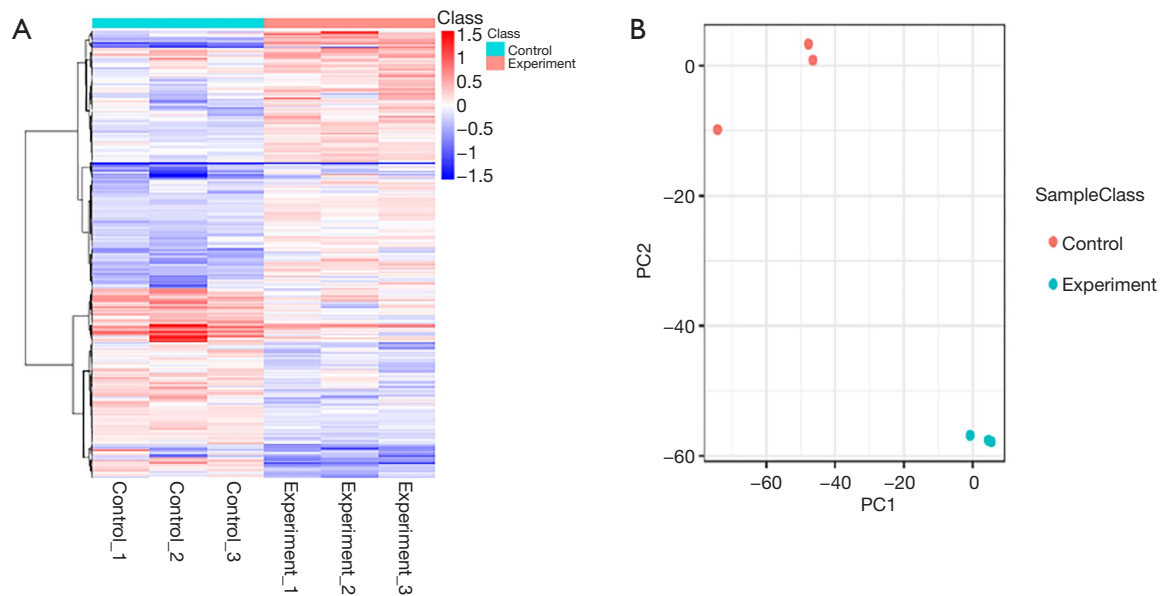 A
Class
1.5
1
0.5
0
−0.5
−1
−1.5
Class
Control
Experiment
Control_1
Control_2
Control_3
Experiment_1
Experiment_2
Experiment_3
B
PC2
0
−20
−40
−60
−60
−40
−20
0
PC1
SampleClass
Control
Experiment